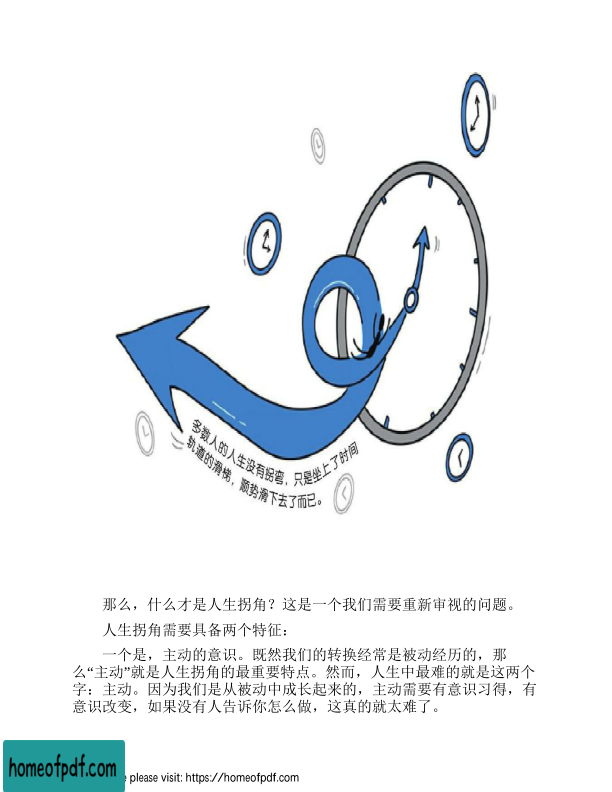 多数人的人生没有拐弯，只是坐上了时间
轨道的滑梯，顺势滑下去了而已。
那么，什么才是人生拐角？这是一个我们需要重新审视的问题。
人生拐角需要具备两个特征：
一个是，主动的意识。既然我们的转换经常是被动经历的，那
么“主动”就是人生拐角的最重要特点。然而，人生中最难的就是这两个
字：主动。因为我们是从被动中成长起来的，主动需要有意识习得，有
意识改变，如果没有人告诉你怎么做，这真的就太难了。
homeofpdf.com
e please visit: https://homeofpdf.com